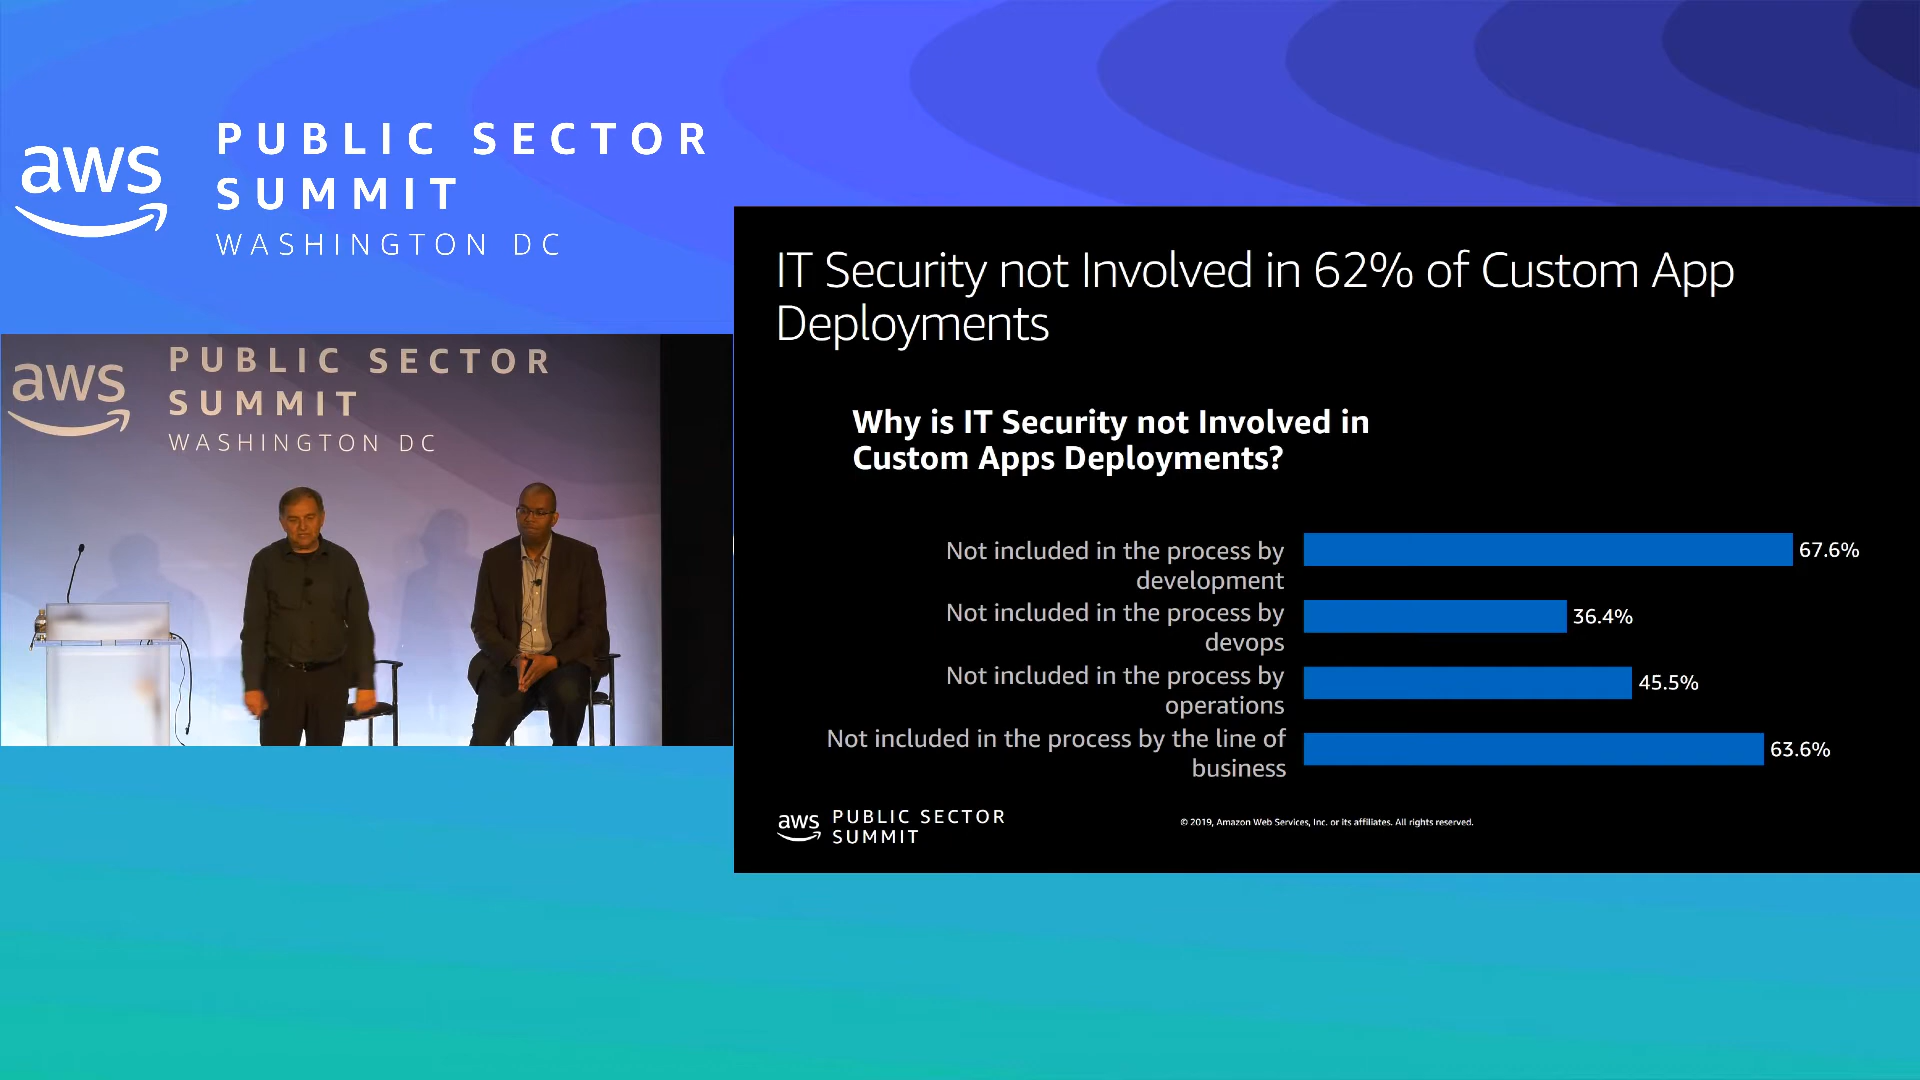 aws
PUBLIC SECTOR
SUMMIT
WASHINGTON DC
aws
PUBLIC SECTOR
SUMMIT
WASHINGTON DC
IT Security not Involved in 62% of Custom App
Deployments
Why is IT Security not Involved in
Custom Apps Deployments?
Not included in the process by
development
67.6%
Not included in the process by
devops
36.4%
Not included in the process by
operations
45.5%
Not included in the process by the line of
business
63.6%
aws
PUBLIC SECTOR
SUMMIT
© 2019, Amazon Web Services, Inc. or its affiliates. All rights reserved.